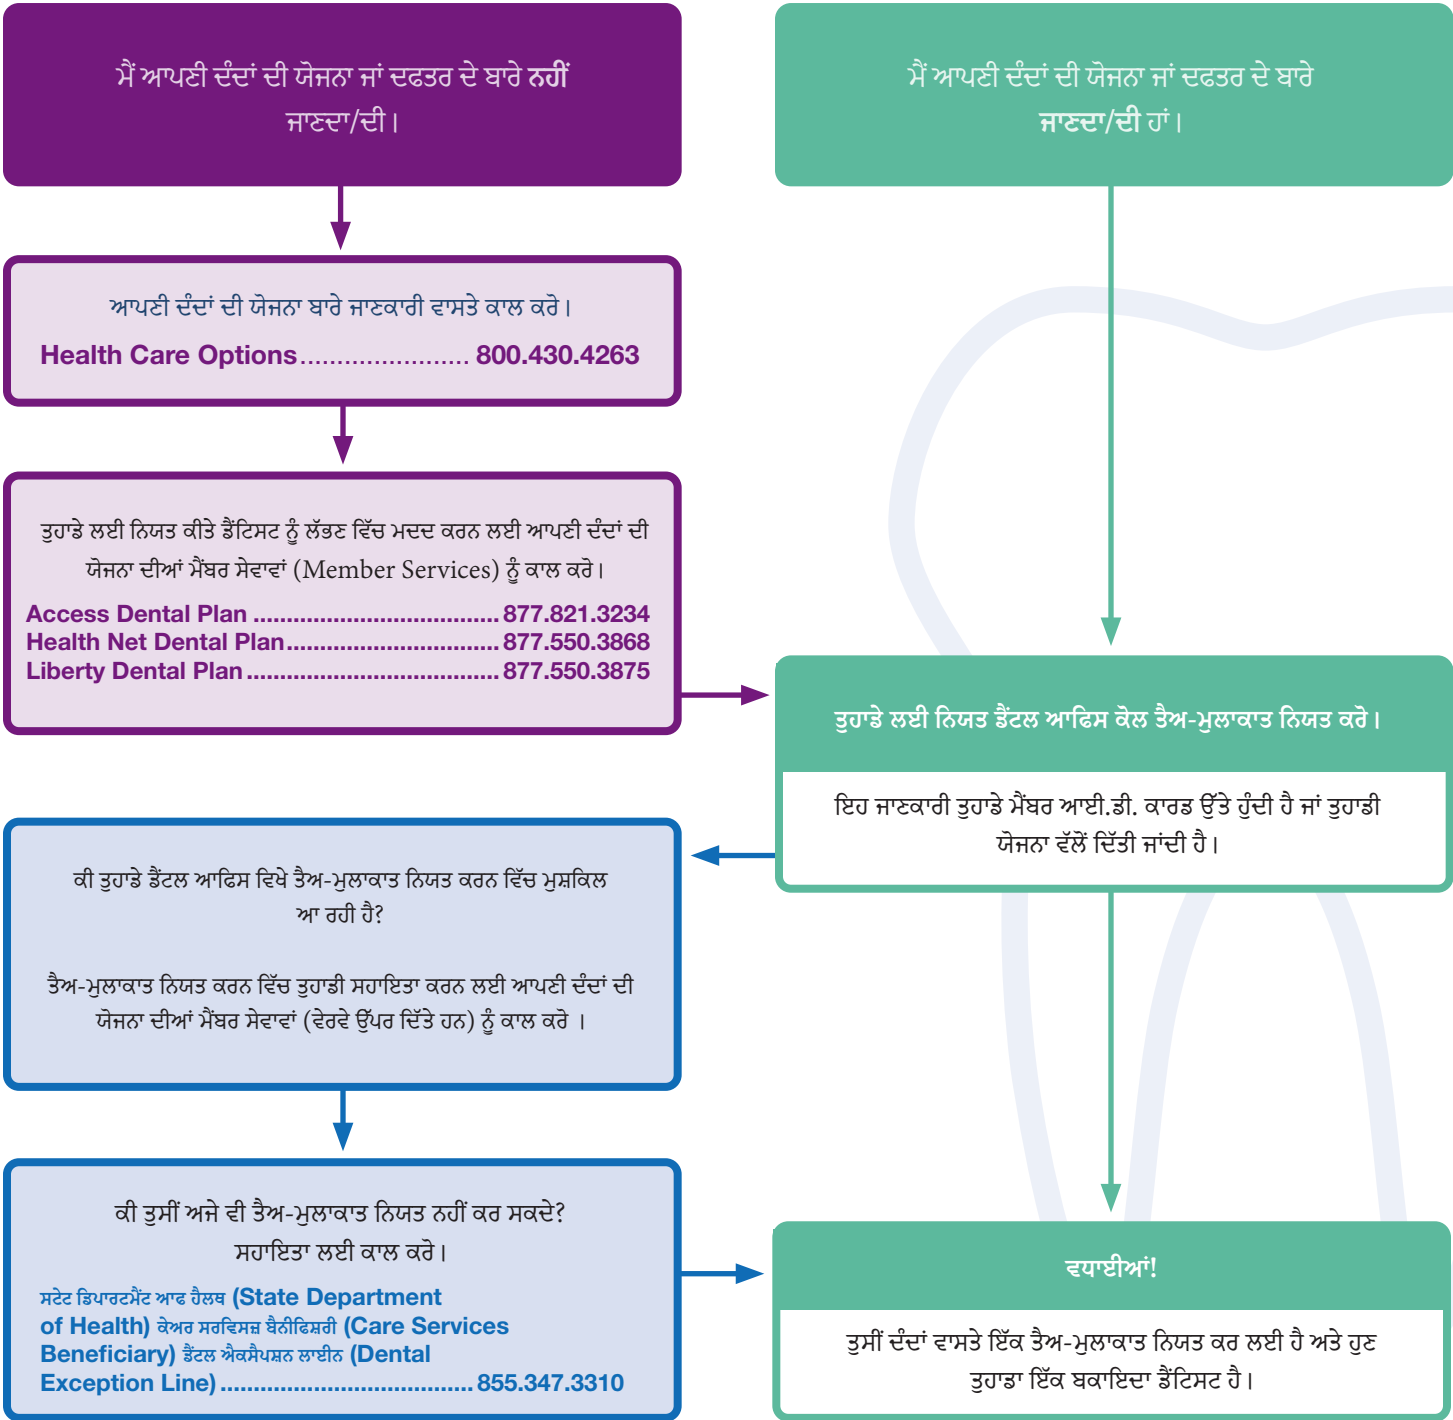 ਮੈਂ ਆਪਣੀ ਦੰਦਾਂ ਦੀ ਯੋਜਨਾ ਜਾਂ ਦਫਤਰ ਦੇ ਬਾਰੇ ਨਹੀਂ
ਜਾਣਦਾ/ਦੀ।
ਮੈਂ ਆਪਣੀ ਦੰਦਾਂ ਦੀ ਯੋਜਨਾ ਜਾਂ ਦਫਤਰ ਦੇ ਬਾਰੇ
ਜਾਣਦਾ/ਦੀ ਹਾਂ।
ਆਪਣੀ ਦੰਦਾਂ ਦੀ ਯੋਜਨਾ ਬਾਰੇ ਜਾਣਕਾਰੀ ਵਾਸਤੇ ਕਾਲ ਕਰੋ।
Health Care Options....................... 800.430.4263
ਤੁਹਾਡੇ ਲਈ ਨਿਯਤ ਕੀਤੇ ਡੈਂਟਿਸਟ ਨੂੰ ਲੱਭਣ ਵਿੱਚ ਮਦਦ ਕਰਨ ਲਈ ਆਪਣੀ ਦੰਦਾਂ ਦੀ
ਯੋਜਨਾ ਦੀਆਂ ਮੈਂਬਰ ਸੇਵਾਵਾਂ (Member Services) ਨੂੰ ਕਾਲ ਕਰੋ।
Access Dental Plan ..................................... 877.821.3234
Health Net Dental Plan................................ 877.550.3868
Liberty Dental Plan ...................................... 877.550.3875
ਤੁਹਾਡੇ ਲਈ ਨਿਯਤ ਡੈਂਟਲ ਆਫਿਸ ਕੋਲ ਤੈਅ-ਮੁਲਾਕਾਤ ਨਿਯਤ ਕਰੋ।
ਇਹ ਜਾਣਕਾਰੀ ਤੁਹਾਡੇ ਮੈਂਬਰ ਆਈ.ਡੀ. ਕਾਰਡ ਉੱਤੇ ਹੁੰਦੀ ਹੈ ਜਾਂ ਤੁਹਾਡੀ
ਯੋਜਨਾ ਵੱਲੋਂ ਦਿੱਤੀ ਜਾਂਦੀ ਹੈ।
ਕੀ ਤੁਹਾਡੇ ਡੈਂਟਲ ਆਫਿਸ ਵਿਖੇ ਤੈਅ-ਮੁਲਾਕਾਤ ਨਿਯਤ ਕਰਨ ਵਿੱਚ ਮੁਸ਼ਕਿਲ
ਆ ਰਹੀ ਹੈ?
ਤੈਅ-ਮੁਲਾਕਾਤ ਨਿਯਤ ਕਰਨ ਵਿੱਚ ਤੁਹਾਡੀ ਸਹਾਇਤਾ ਕਰਨ ਲਈ ਆਪਣੀ ਦੰਦਾਂ ਦੀ
ਯੋਜਨਾ ਦੀਆਂ ਮੈਂਬਰ ਸੇਵਾਵਾਂ (ਵੇਰਵੇ ਉੱਪਰ ਦਿੱਤੇ ਹਨ) ਨੂੰ ਕਾਲ ਕਰੋ ।
ਕੀ ਤੁਸੀਂ ਅਜੇ ਵੀ ਤੈਅ-ਮੁਲਾਕਾਤ ਨਿਯਤ ਨਹੀਂ ਕਰ ਸਕਦੇ?
ਸਹਾਇਤਾ ਲਈ ਕਾਲ ਕਰੋ।
ਸਟੇਟ ਡਿਪਾਰਟਮੈਂਟ ਆਫ ਹੈਲਥ (State Department
of Health) ਕੇਅਰ ਸਰਵਿਸਜ਼ ਬੈਨੀਫਿਸ਼ਰੀ (Care Services
Beneficiary) ਡੈਂਟਲ ਐਕਸੈਪਸ਼ਨ ਲਾਈਨ (Dental
Exception Line) ...................................... 855.347.3310
ਵਧਾਈਆਂ!
ਤੁਸੀਂ ਦੰਦਾਂ ਵਾਸਤੇ ਇੱਕ ਤੈਅ-ਮੁਲਾਕਾਤ ਨਿਯਤ ਕਰ ਲਈ ਹੈ ਅਤੇ ਹੁਣ
ਤੁਹਾਡਾ ਇੱਕ ਬਕਾਇਦਾ ਡੈਂਟਿਸਟ ਹੈ।